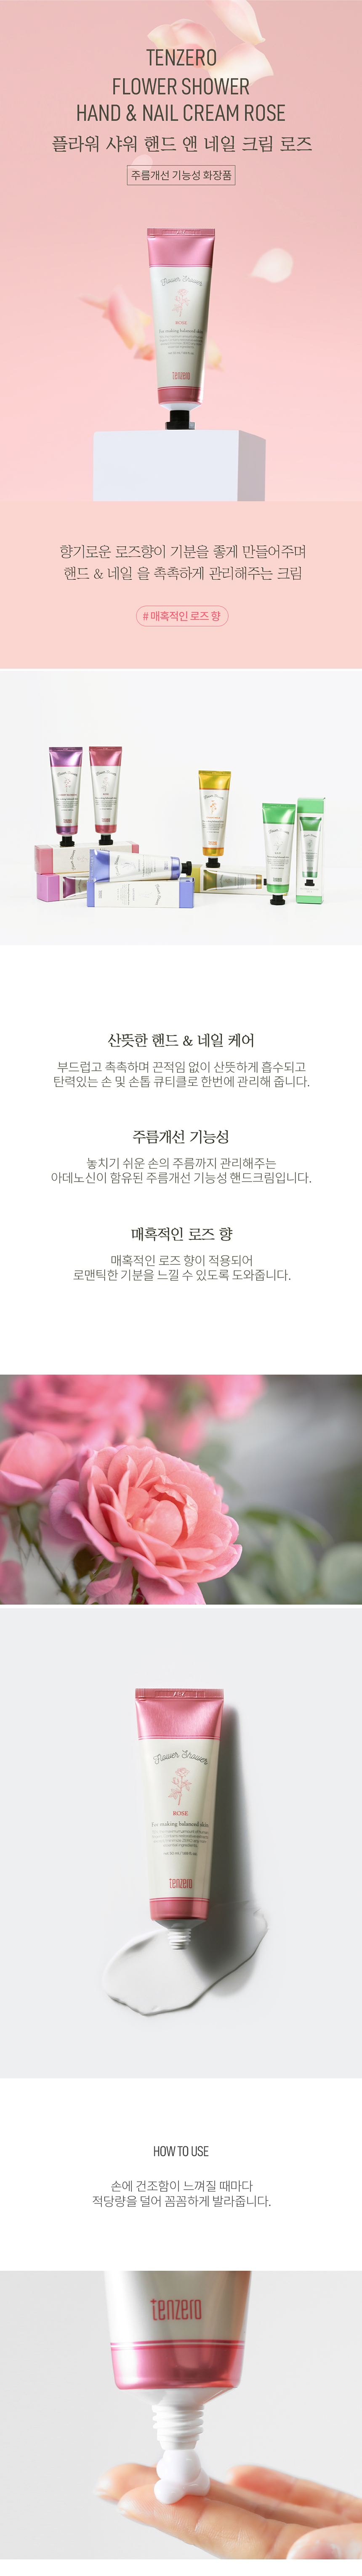 TENZERO
FLOWER SHOWER
HAND & NAIL CREAM ROSE
플라워 샤워 핸드 앤 네일 크림 로즈
주름개선 기능성 화장품
Flower Shower
ROSE
For making balanced skin
tenzero
향기로운 로즈향이 기분을 좋게 만들어주며
핸드 & 네일 을 촉촉하게 관리해주는 크림
# 매혹적인 로즈 향
산뜻한 핸드 & 네일 케어
부드럽고 촉촉하며 끈적임 없이 산뜻하게 흡수되고
탄력있는 손 및 손톱 큐티클로 한번에 관리해 줍니다.
주름개선 기능성
놓치기 쉬운 손의 주름까지 관리해주는
아데노신이 함유된 주름개선 기능성 핸드크림입니다.
매혹적인 로즈 향
매혹적인 로즈 향이 적용되어
로맨틱한 기분을 느낄 수 있도록 도와줍니다.
Flower Shower
ROSE
For making balanced skin
tenzero
HOW TO USE
손에 건조함이 느껴질 때마다
적당량을 덜어 꼼꼼하게 발라줍니다.
tenzero